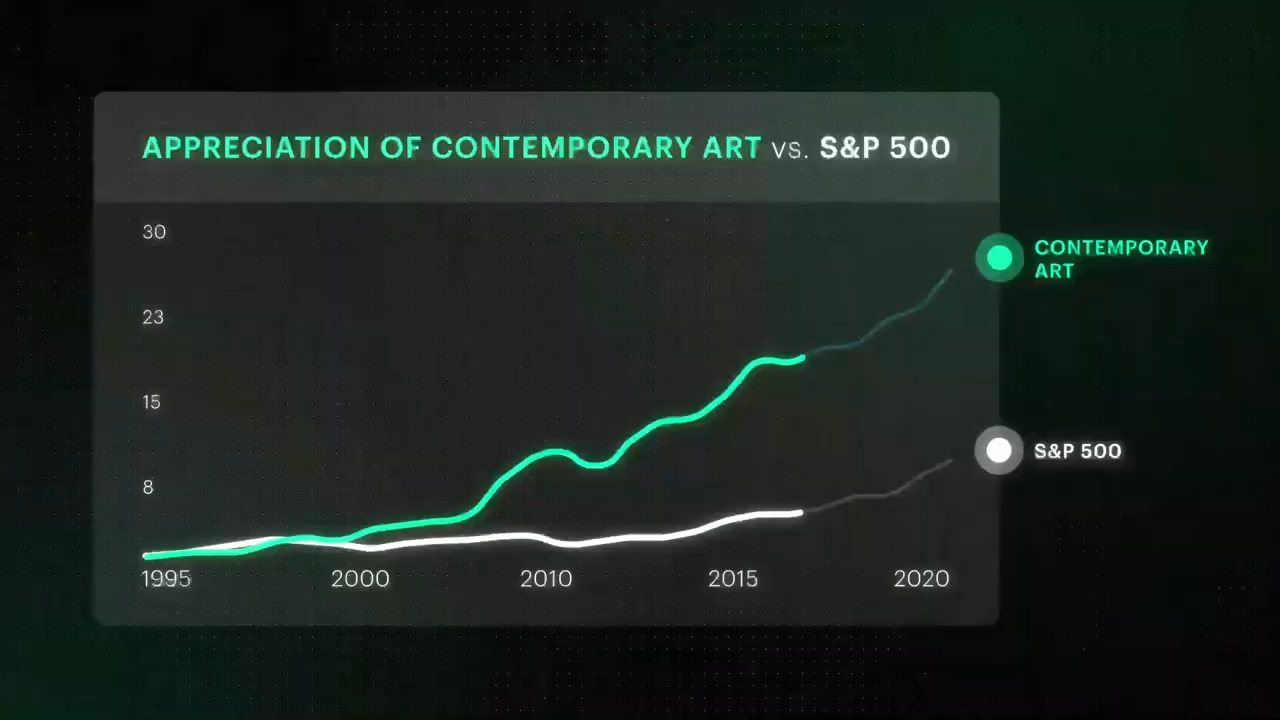 APPRECIATION OF CONTEMPORARY ART vs. S&P 500
30
23
15
8
1995 2000 2010 2015 2020
CONTEMPORARY
ART
S&P 500